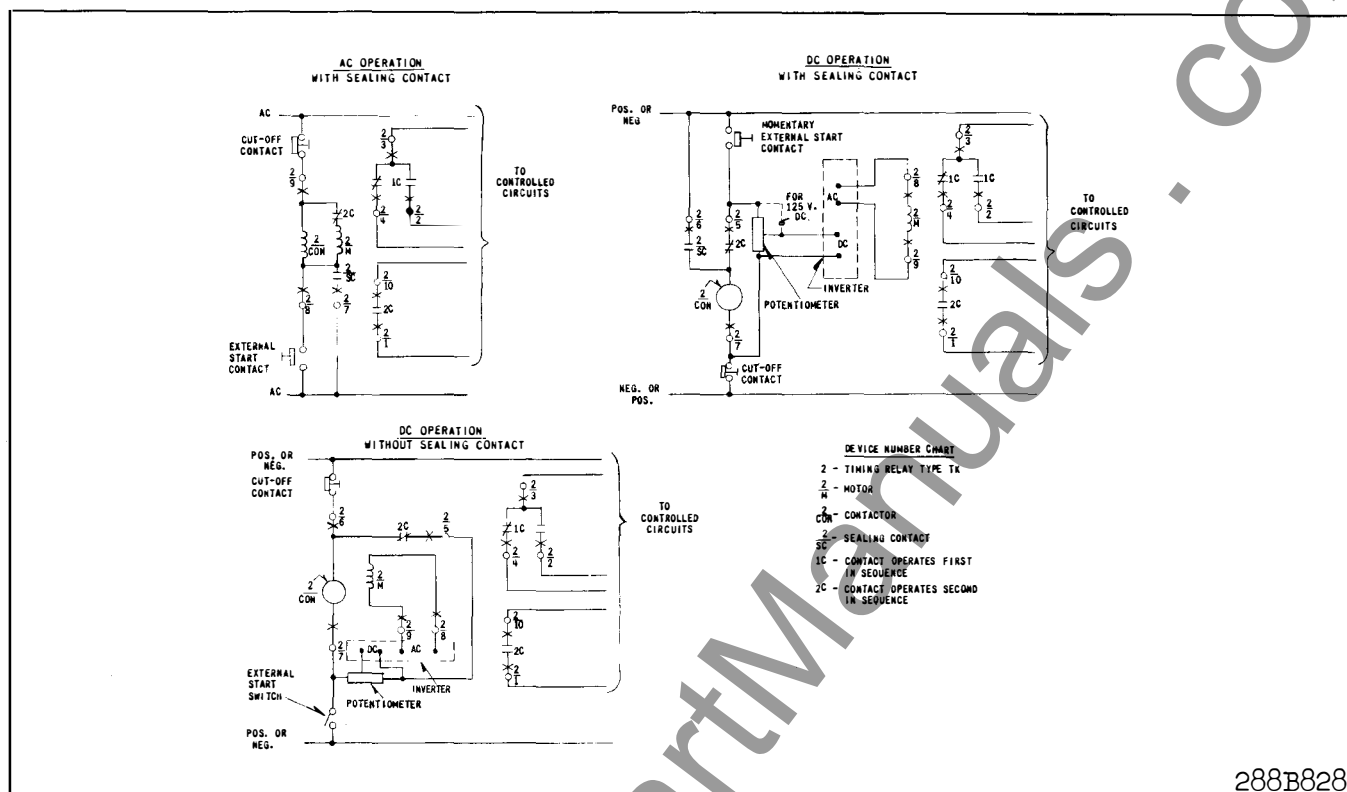 AC OPERATION
WITH SEALING CONTACT
AC
CUT-OFF
CONTACT
2/9
2/3
1C
2/4
2/2
2C
2/CON
2/M
2/SC
2/8
2/7
2/10
2C
2/1
EXTERNAL
START
CONTACT
AC
TO
CONTROLLED
CIRCUITS
DC OPERATION
WITH SEALING CONTACT
POS. OR
NEG
MOMENTARY
EXTERNAL START
CONTACT
FOR
125 V.
DC.
AC
DC
2/6
2/5
2/SC
2C
2/CON
2/7
2/8
2/M
2/9
INVERTER
POTENTIOMETER
CUT-OFF
CONTACT
NEG. OR
POS.
2/3
1C
1C
2/4
2/2
2/10
2C
2/1
TO
CONTROLLED
CIRCUITS
DC OPERATION
WITHOUT SEALING CONTACT
POS. OR
NEG.
CUT-OFF
CONTACT
2/6
2C
2/5
2/M
2/CON
2/9
2/8
2/7
DC
AC
INVERTER
POTENTIOMETER
EXTERNAL
START
SWITCH
POS. OR
NEG.
2/3
1C
2/4
2/2
2/10
2C
2/1
TO
CONTROLLED
CIRCUITS
DEVICE NUMBER CHART
2 - TIMING RELAY TYPE TK
2/M - MOTOR
2/CON - CONTACTOR
2/SC - SEALING CONTACT
1C - CONTACT OPERATES FIRST
IN SEQUENCE
2C - CONTACT OPERATES SECOND
IN SEQUENCE
288B828
artManuals . co